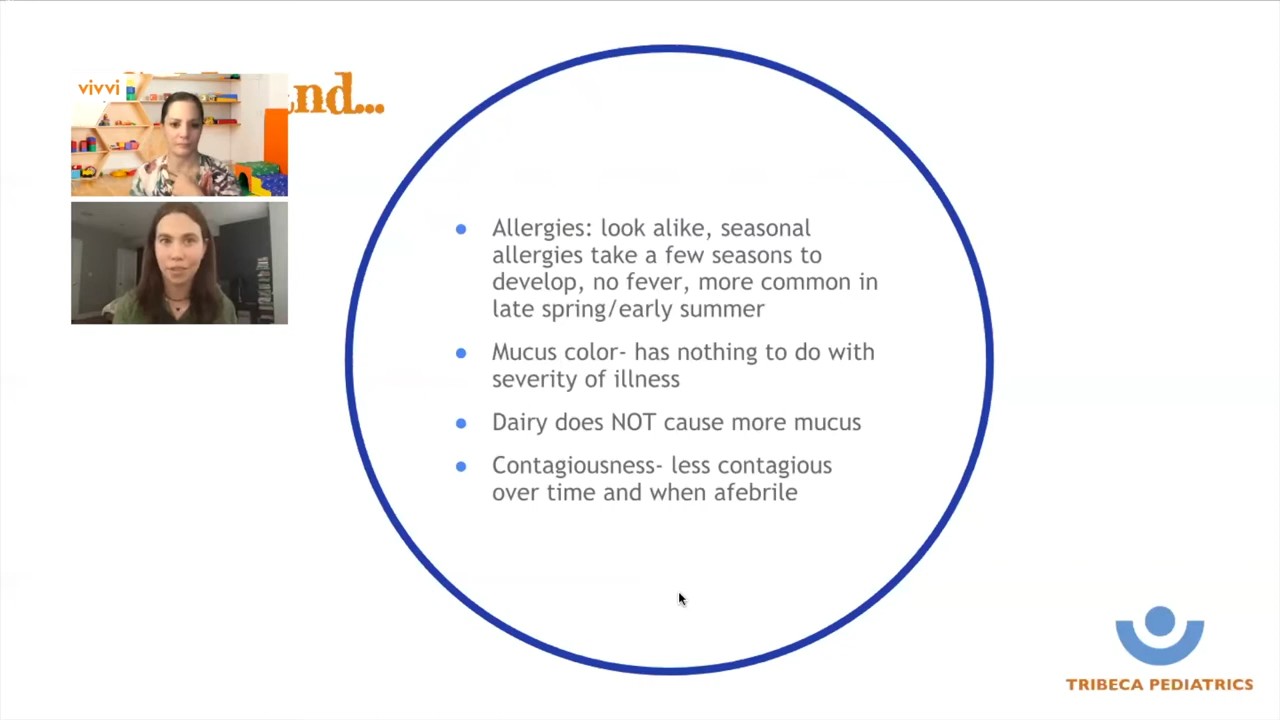 vivvi
nd...
Allergies: look alike, seasonal
allergies take a few seasons to
develop, no fever, more common in
late spring/early summer
Mucus color- has nothing to do with
severity of illness
Dairy does NOT cause more mucus
Contagiousness- less contagious
over time and when afebrile
TRIBECA PEDIATRICS